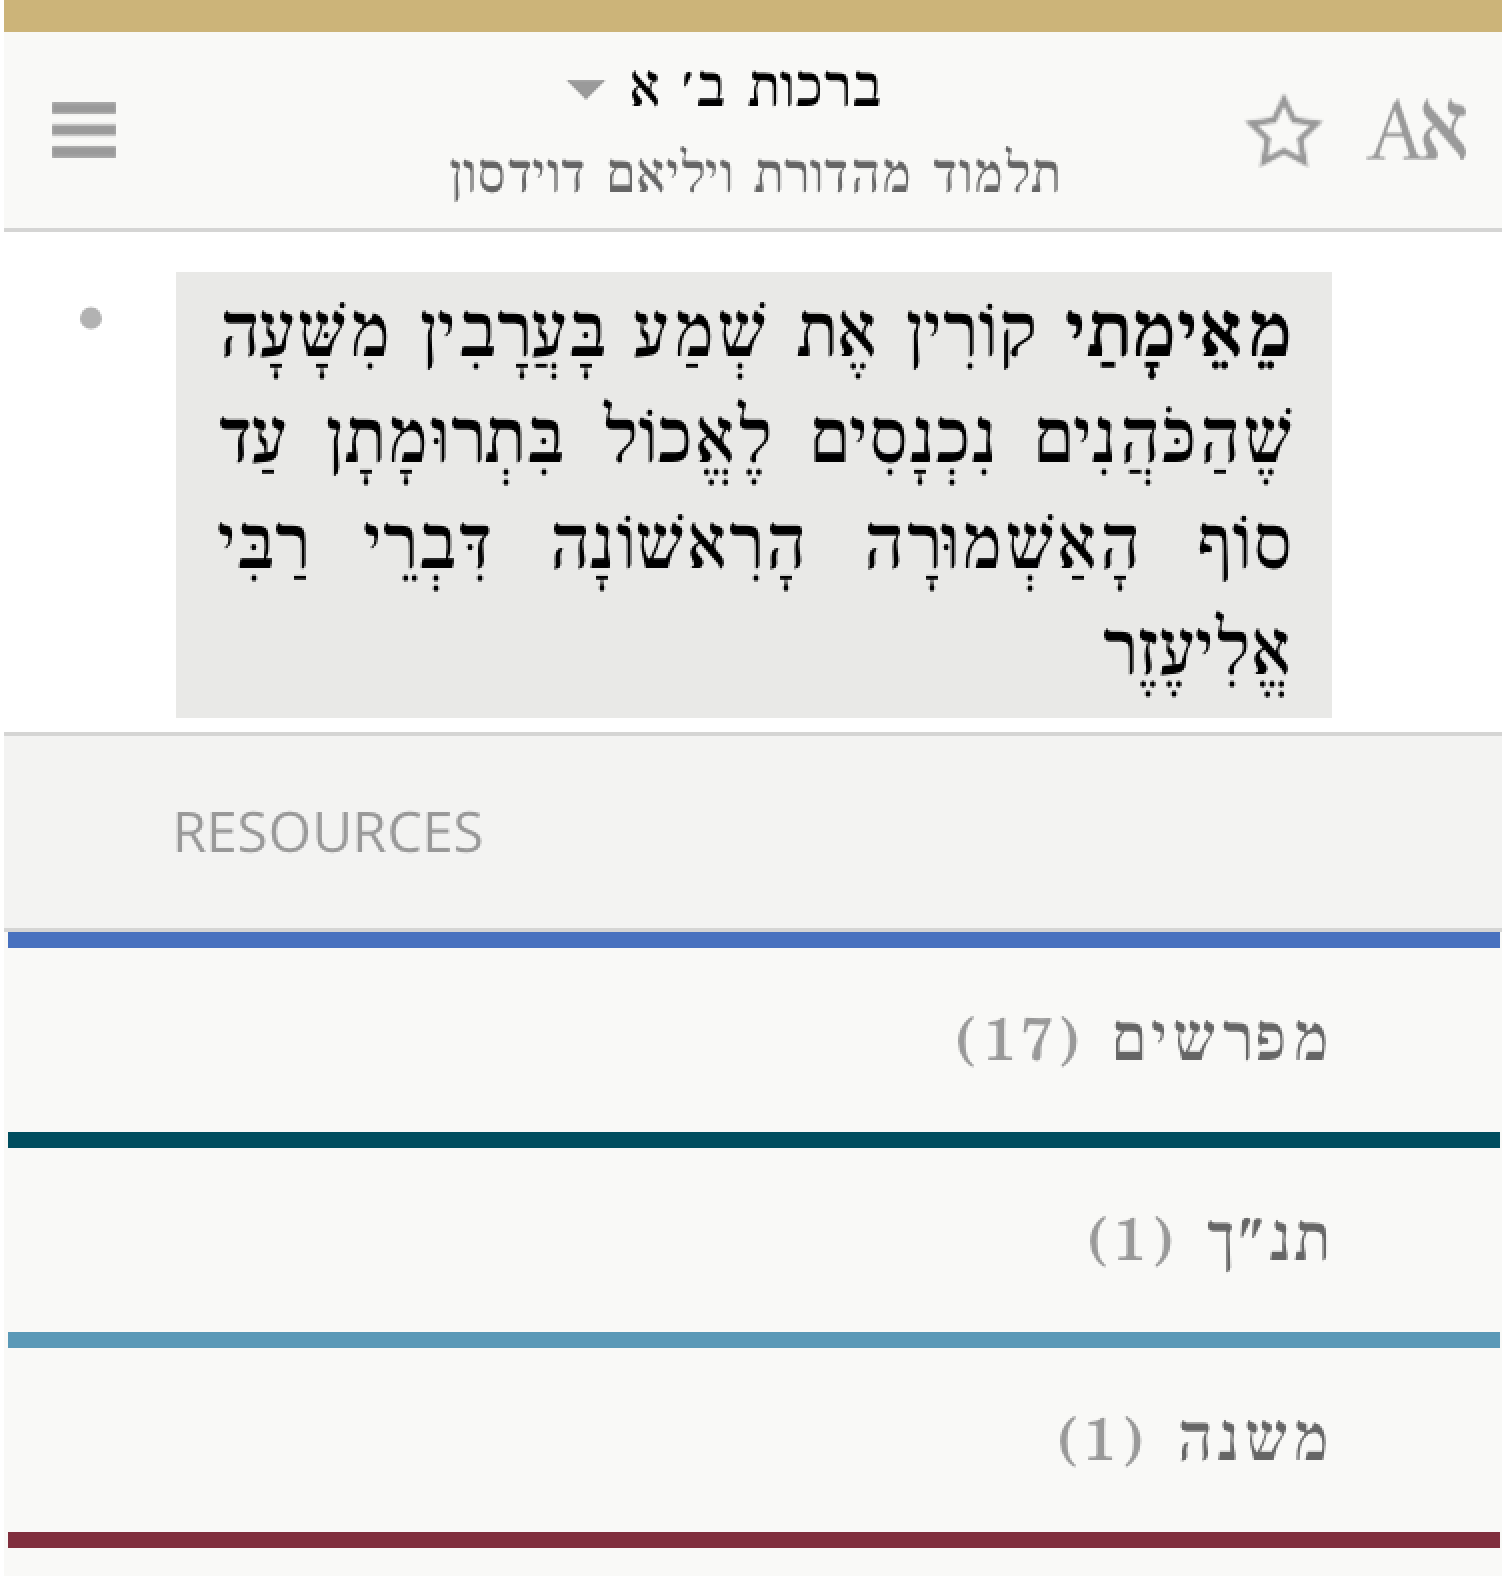 ברכות ב׳ א
תלמוד מהדורת ויליאם דוידסון
אA
מֵאֵימָתַי קוֹרִין אֶת שְׁמַע בָּעֲרָבִין מִשָּׁעָה
שֶׁהַכֹּהֲנִים נִכְנָסִים לֶאֱכוֹל בִּתְרוּמָתָן עַד
סוֹף הָאַשְׁמוּרָה הָרִאשׁוֹנָה דִּבְרֵי רַבִּי
אֱלִיעֶזֶר
RESOURCES
מפרשים (17)
תנ״ך (1)
משנה (1)